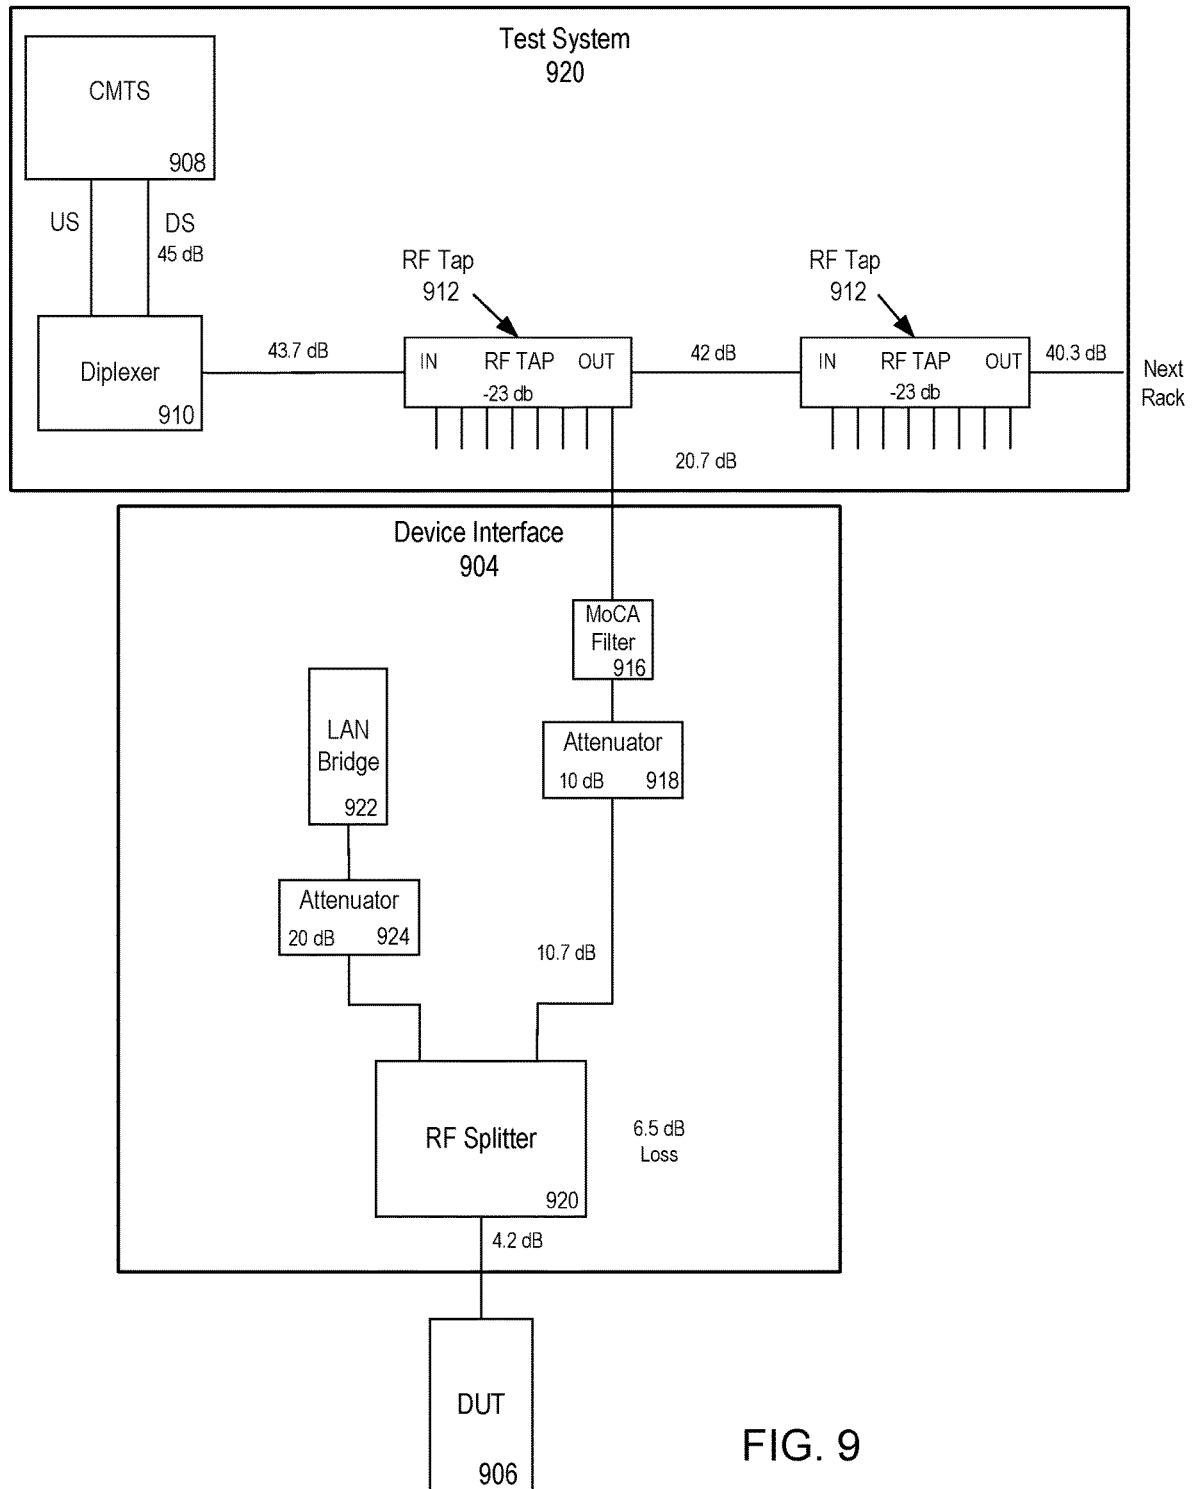 Test System
920
CMTS
908
US
DS
45 dB
RF Tap
912
RF Tap
912
Diplexer
910
43.7 dB
IN
RF TAP
OUT
-23 db
42 dB
IN
RF TAP
OUT
-23 db
40.3 dB
Next
Rack
20.7 dB
Device Interface
904
MoCA
Filter
916
LAN
Bridge
922
Attenuator
10 dB
918
Attenuator
20 dB
924
10.7 dB
RF Splitter
920
6.5 dB
Loss
4.2 dB
DUT
906
FIG. 9